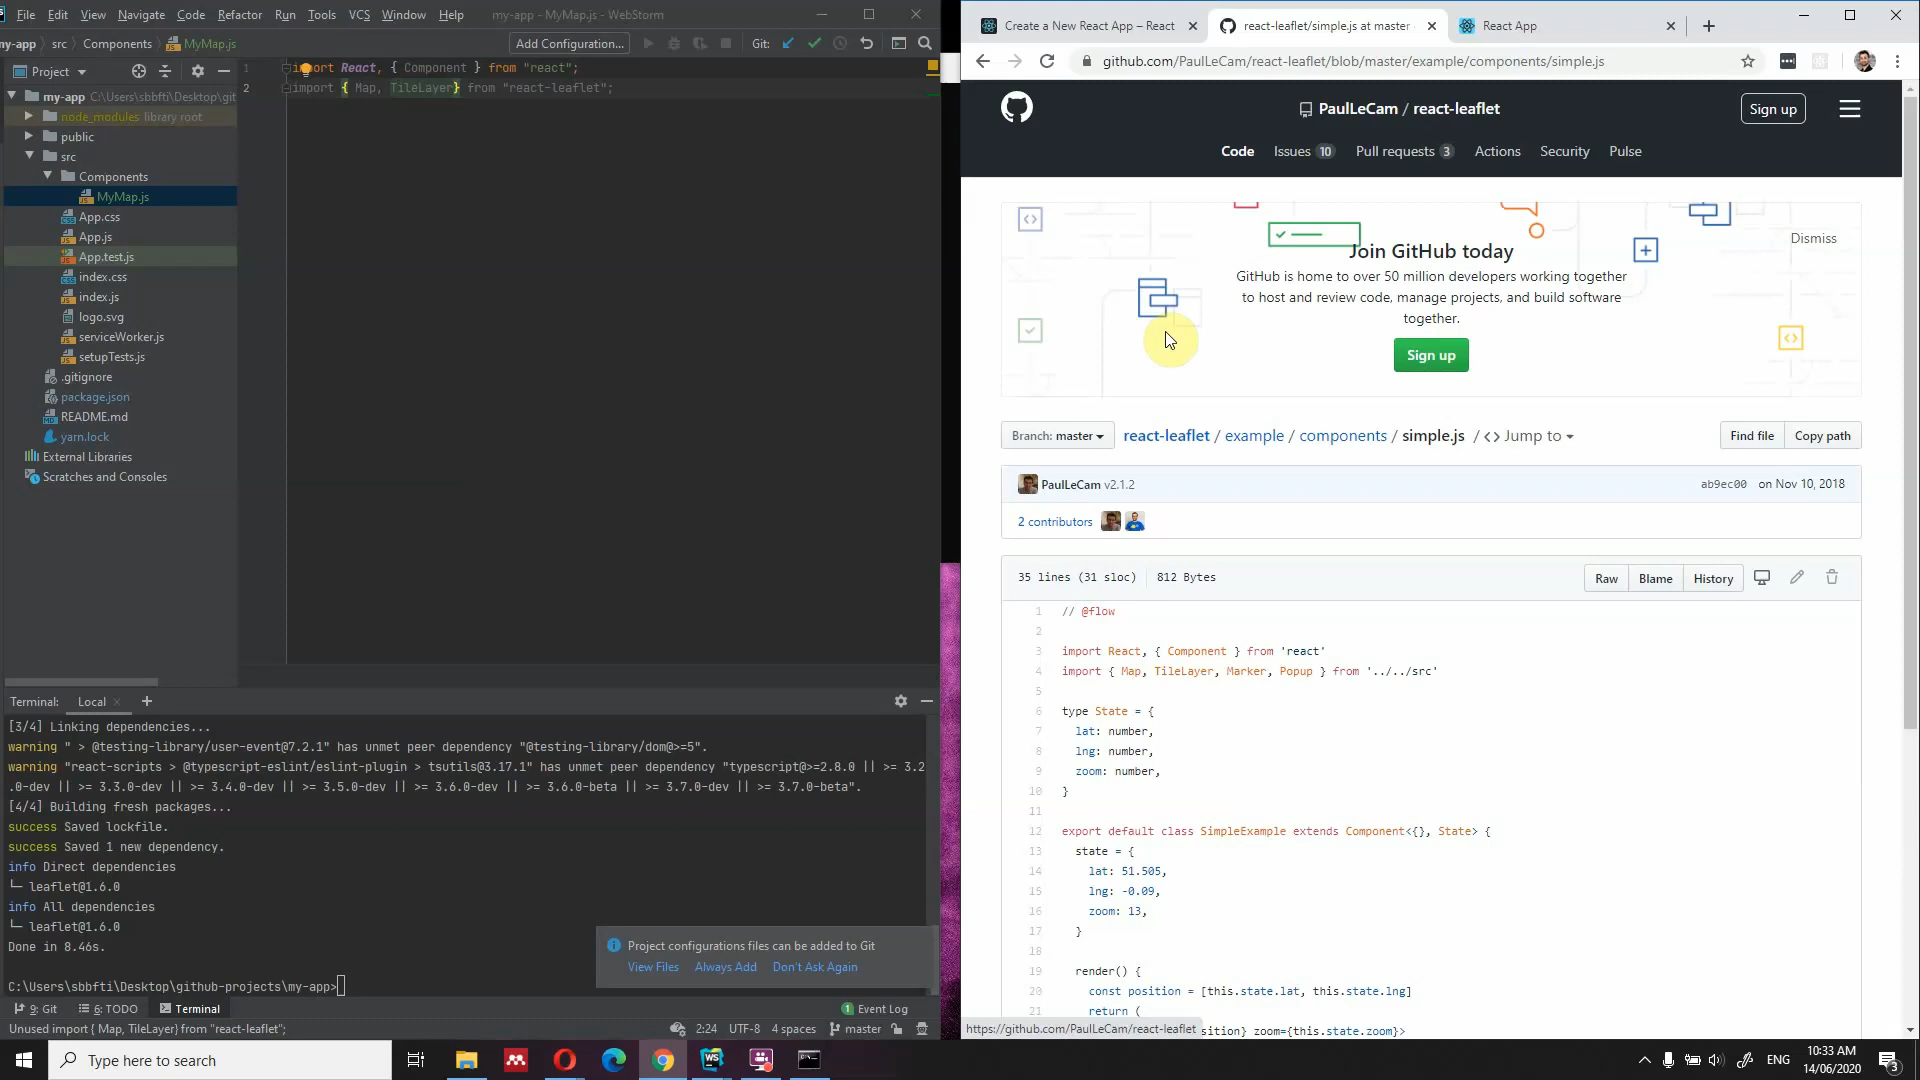 File Edit View Navigate Code Refactor Run Tools VCS Window Help my-app - MyMap.js - WebStorm
my-app src Components MyMap.js Add Configuration... Git:
Project
my-app C:\Users\sbbfti\Desktop\git
node_modules library root
public
src
Components
MyMap.js
App.css
App.js
App.test.js
index.css
index.js
logo.svg
serviceWorker.js
setupTests.js
.gitignore
package.json
README.md
yarn.lock
External Libraries
Scratches and Consoles
1 import React, { Component } from "react";
2 import { Map, TileLayer} from "react-leaflet";
Terminal: Local
[3/4] Linking dependencies...
warning " > @testing-library/user-event@7.2.1" has unmet peer dependency "@testing-library/dom@>=5".
warning "react-scripts > @typescript-eslint/eslint-plugin > tsutils@3.17.1" has unmet peer dependency "typescript@>=2.8.0 || >= 3.2
.0-dev || >= 3.3.0-dev || >= 3.4.0-dev || >= 3.5.0-dev || >= 3.6.0-dev || >= 3.6.0-beta || >= 3.7.0-dev || >= 3.7.0-beta".
[4/4] Building fresh packages...
success Saved lockfile.
success Saved 1 new dependency.
info Direct dependencies
└─ leaflet@1.6.0
info All dependencies
└─ leaflet@1.6.0
Done in 8.46s.
C:\Users\sbbfti\Desktop\github-projects\my-app>
Project configurations files can be added to Git
View Files Always Add Don't Ask Again
9: Git 6: TODO Terminal 1 Event Log
Unused import { Map, TileLayer} from "react-leaflet"; 2:24 UTF-8 4 spaces master
Create a New React App – React react-leaflet/simple.js at master React App
github.com/PaulLeCam/react-leaflet/blob/master/example/components/simple.js
PaulLeCam / react-leaflet Sign up
Code Issues 10 Pull requests 3 Actions Security Pulse
Dismiss
Join GitHub today
GitHub is home to over 50 million developers working together
to host and review code, manage projects, and build software
together.
Sign up
Branch: master react-leaflet / example / components / simple.js / <> Jump to Find file Copy path
PaulLeCam v2.1.2 ab9ec00 on Nov 10, 2018
2 contributors
35 lines (31 sloc) 812 Bytes Raw Blame History
1 // @flow
2
3 import React, { Component } from 'react'
4 import { Map, TileLayer, Marker, Popup } from '../../src'
5
6 type State = {
7 lat: number,
8 lng: number,
9 zoom: number,
10 }
11
12 export default class SimpleExample extends Component<{}, State> {
13 state = {
14 lat: 51.505,
15 lng: -0.09,
16 zoom: 13,
17 }
18
19 render() {
20 const position = [this.state.lat, this.state.lng]
21 return (
https://github.com/PaulLeCam/react-leaflet sition} zoom={this.state.zoom}>
Type here to search WS ENG 10:33 AM
14/06/2020 3